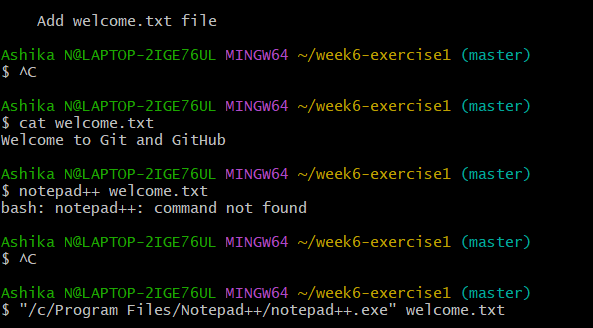 Add welcome.txt file
Ashika N@LAPTOP-2IGE76UL MINGW64 ~/week6-exercise1 (master)
$ ^C
Ashika N@LAPTOP-2IGE76UL MINGW64 ~/week6-exercise1 (master)
$ cat welcome.txt
Welcome to Git and GitHub
Ashika N@LAPTOP-2IGE76UL MINGW64 ~/week6-exercise1 (master)
$ notepad++ welcome.txt
bash: notepad++: command not found
Ashika N@LAPTOP-2IGE76UL MINGW64 ~/week6-exercise1 (master)
$ ^C
Ashika N@LAPTOP-2IGE76UL MINGW64 ~/week6-exercise1 (master)
$ "/c/Program Files/Notepad++/notepad++.exe" welcome.txt